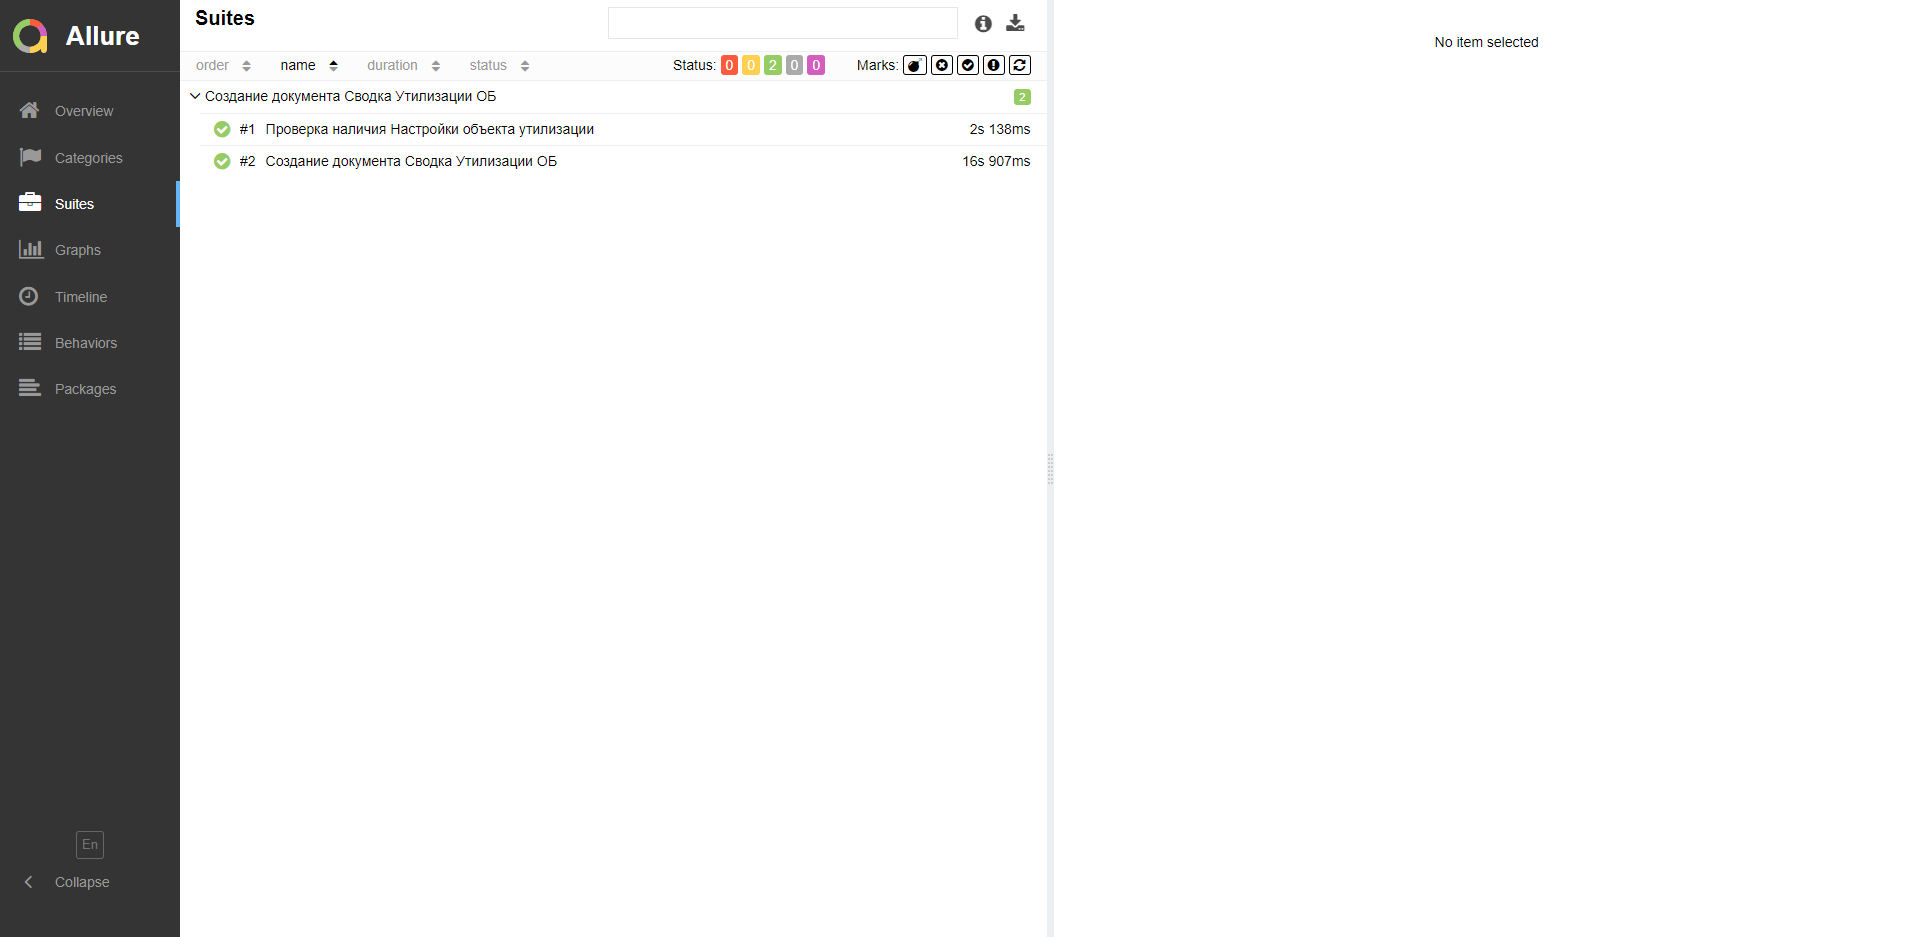 Allure
Overview
Categories
Suites
Graphs
Timeline
Behaviors
Packages
En
Collapse
Suites
order name duration status Status: 0 0 2 0 0 Marks:
Создание документа Сводка Утилизации ОБ 2
#1 Проверка наличия Настройки объекта утилизации 2s 138ms
#2 Создание документа Сводка Утилизации ОБ 16s 907ms
No item selected